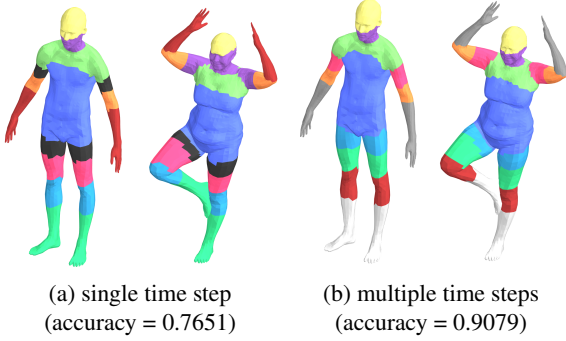 (a) single time step
(accuracy = 0.7651)
(b) multiple time steps
(accuracy = 0.9079)